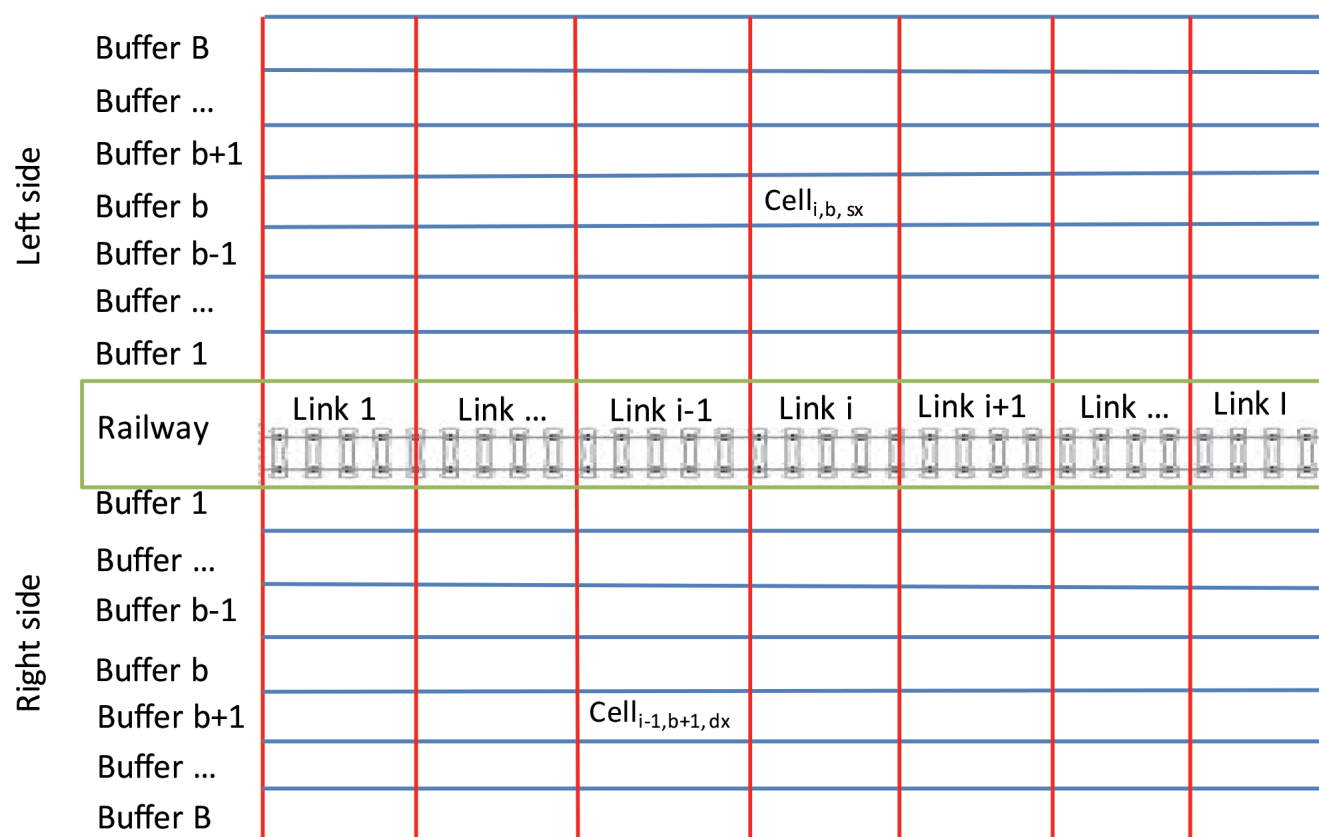 Left side
Buffer B
Buffer ...
Buffer b+1
Buffer b
Cell i,b, sx
Buffer b-1
Buffer ...
Buffer 1
Railway
Link 1
Link ...
Link i-1
Link i
Link i+1
Link ...
Link I
Right side
Buffer 1
Buffer ...
Buffer b-1
Buffer b
Buffer b+1
Cell i-1,b+1,dx
Buffer ...
Buffer B